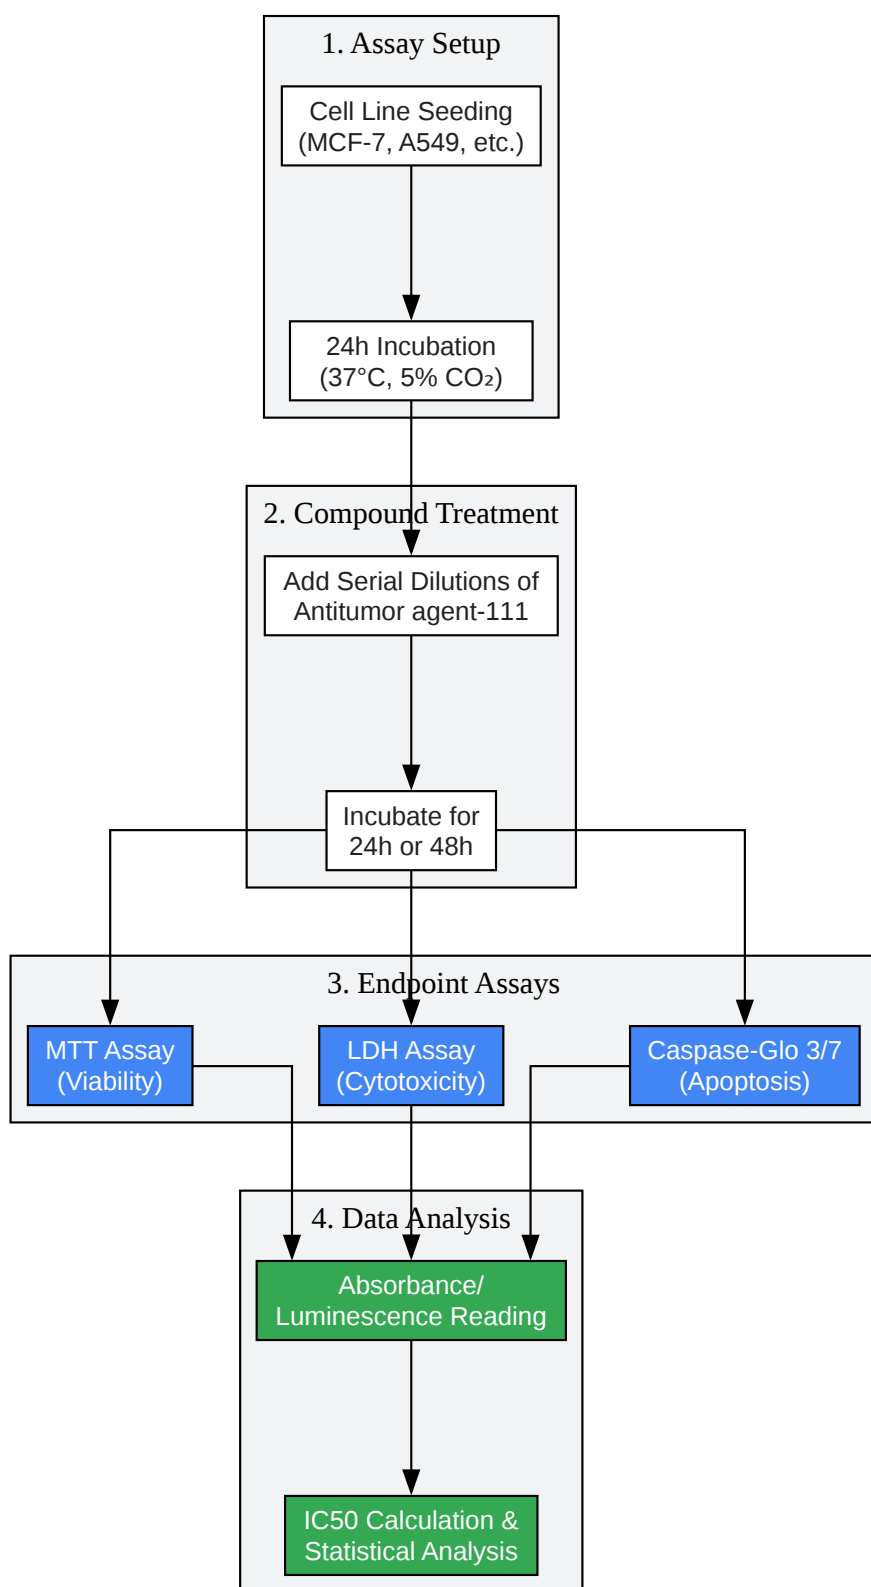 1. Assay Setup
Cell Line Seeding
(MCF-7, A549, etc.)
24h Incubation
(37°C, 5% CO₂)
2. Compound Treatment
Add Serial Dilutions of
Antitumor agent-111
Incubate for
24h or 48h
3. Endpoint Assays
MTT Assay
(Viability)
LDH Assay
(Cytotoxicity)
Caspase-Glo 3/7
(Apoptosis)
4. Data Analysis
Absorbance/
Luminescence Reading
IC50 Calculation &
Statistical Analysis